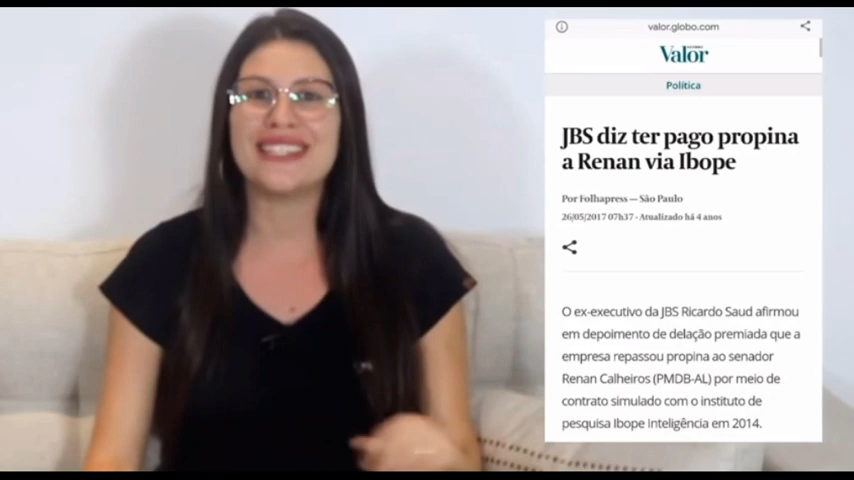 valor.globo.com
Valor
Política
JBS diz ter pago propina
a Renan via Ibope
Por Folhapress — São Paulo
26/05/2017 07h37 · Atualizado há 4 anos
O ex-executivo da JBS Ricardo Saud afirmou
em depoimento de delação premiada que a
empresa repassou propina ao senador
Renan Calheiros (PMDB-AL) por meio de
contrato simulado com o instituto de
pesquisa Ibope Inteligência em 2014.